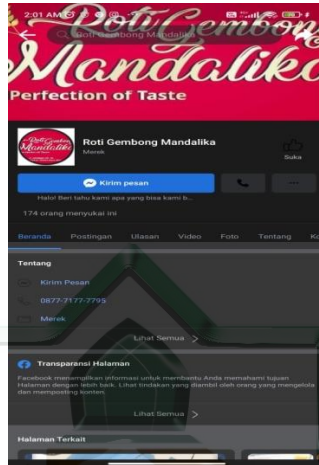 2:01 AM
Roti Gembong
Mandalika
Perfection of Taste
Roti Gembong Mandalika
Roti Gembong Mandalika
Merek
Suka
Kirim pesan
Halo! Beri tahu kami apa yang bisa kami b...
174 orang menyukai ini
Beranda Postingan Ulasan Video Foto Tentang Ko
Tentang
Kirim Pesan
0877-7177-7795
Merek
Lihat Semua
Transparansi Halaman
Facebook menampilkan informasi untuk membantu Anda memahami tujuan
Halaman dengan lebih baik. Lihat tindakan yang diambil oleh orang yang mengelola
dan memposting konten.
Lihat Semua
Halaman Terkait